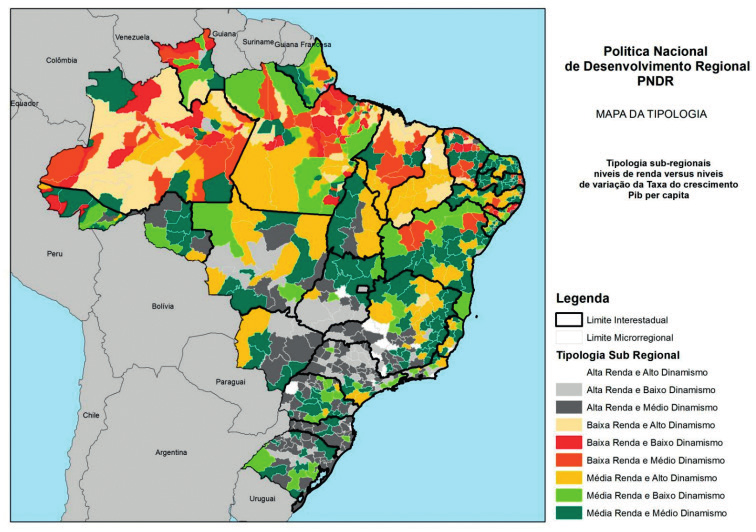 Política Nacional
de Desenvolvimento Regional
PNDR
MAPA DA TIPOLOGIA
Tipologia sub-regionais
niveis de renda versus niveis
de variação da Taxa do crescimento
Pib per capita
Venezuela
Guiana
Suriname
Guiana Francesa
Colômbia
Equador
Peru
Bolívia
Paraguai
Chile
Argentina
Uruguai
Legenda
Limite Interestadual
Limite Microrregional
Tipologia Sub Regional
Alta Renda e Alto Dinamismo
Alta Renda e Baixo Dinamismo
Alta Renda e Médio Dinamismo
Baixa Renda e Alto Dinamismo
Baixa Renda e Baixo Dinamismo
Baixa Renda e Médio Dinamismo
Média Renda e Alto Dinamismo
Média Renda e Baixo Dinamismo
Média Renda e Médio Dinamismo